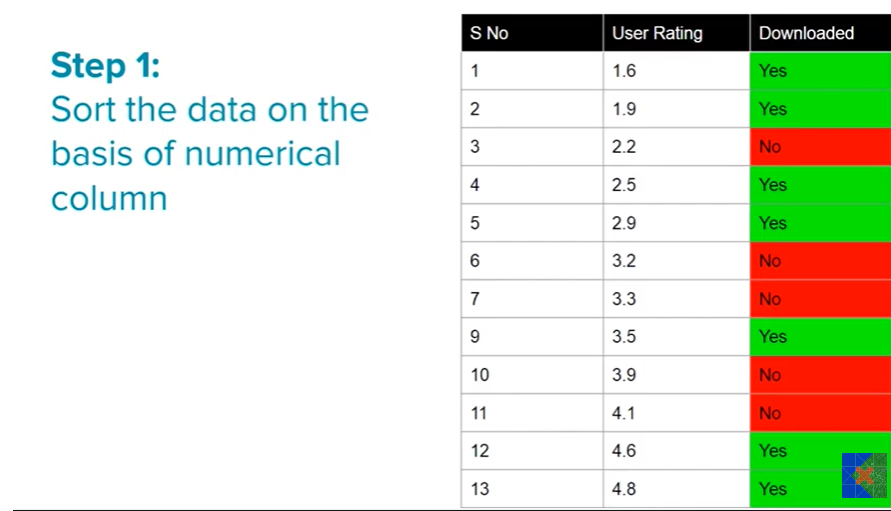 Step 1:
Sort the data on the
basis of numerical
column
S No User Rating Downloaded
1 1.6 Yes
2 1.9 Yes
3 2.2 No
4 2.5 Yes
5 2.9 Yes
6 3.2 No
7 3.3 No
9 3.5 Yes
10 3.9 No
11 4.1 No
12 4.6 Yes
13 4.8 Yes